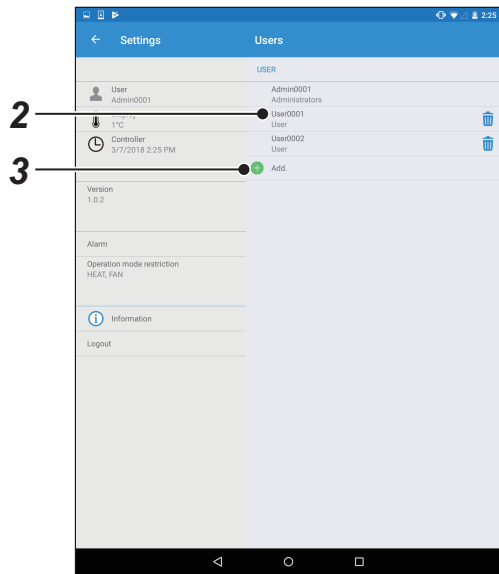 2:25
Settings
Users
USER
User
Admin0001
1°C
Controller
3/7/2018 2:25 PM
Version
1.0.2
Alarm
Operation mode restriction
HEAT, FAN
Information
Logout
Admin0001
Administrators
User0001
User
User0002
User
Add.
2
3